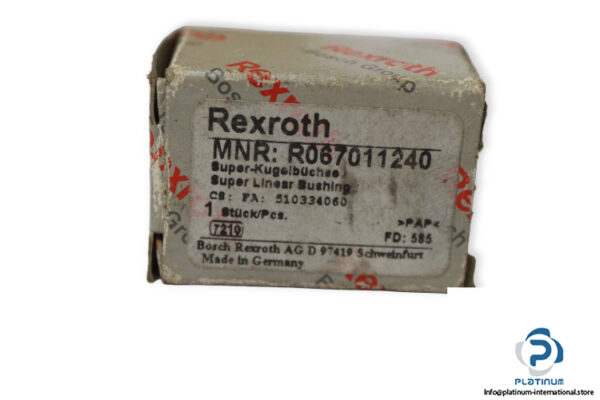 Rexroth
Bosch Group
Rexroth
MNR: R067011240
Super-Kugelbüchse
Super Linear Bushing
CS: FA: 510334060
1 Stück/Pcs.
>PAP<
7210
FD: 585
Bosch Rexroth AG D 97419 Schweinfurt
Made in Germany
PLATINUM
Info@platinum-international.store